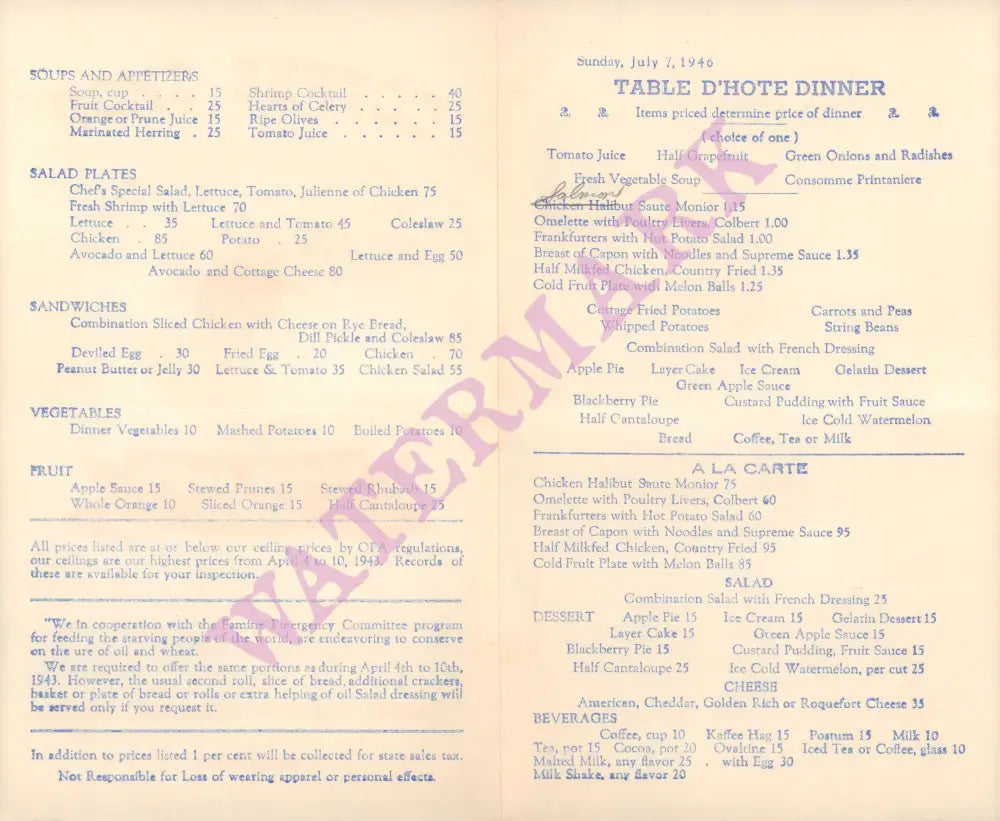 SOUPS AND APPETIZERS
Soup, cup . . . . 15 Shrimp Cocktail . . . . . 40
Fruit Cocktail . . 25 Hearts of Celery . . . . . 25
Orange or Prune Juice 15 Ripe Olives . . . . . . 15
Marinated Herring . 25 Tomato Juice . . . . . . 15
SALAD PLATES
Chef's Special Salad, Lettuce, Tomato, Julienne of Chicken 75
Fresh Shrimp with Lettuce 70
Lettuce . . 35 Lettuce and Tomato 45 Coleslaw 25
Chicken . 85 Potato . 25
Avocado and Lettuce 60 Lettuce and Egg 50
Avocado and Cottage Cheese 80
SANDWICHES
Combination Sliced Chicken with Cheese on Rye Bread,
Dill Pickle and Coleslaw 85
Deviled Egg . 30 Fried Egg . 20 Chicken . 70
Peanut Butter or Jelly 30 Lettuce & Tomato 35 Chicken Salad 55
VEGETABLES
Dinner Vegetables 10 Mashed Potatoes 10 Boiled Potatoes 10
FRUIT
Apple Sauce 15 Stewed Prunes 15 Stewed Rhubarb 15
Whole Orange 10 Sliced Orange 15 Half Cantaloupe 25
All prices listed are at or below our ceiling prices by OPA regulations,
our ceilings are our highest prices from April 4 to 10, 1943. Records of
these are available for your inspection.
"We in cooperation with the Famine Emergency Committee program
for feeding the starving people of the world, are endeavoring to conserve
on the ure of oil and wheat.
We are required to offer the same portions as during April 4th to 10th,
1943. However, the usual second roll, slice of bread, additional crackers,
basket or plate of bread or rolls or extra helping of oil Salad dressing will
be served only if you request it.
In addition to prices listed 1 per cent will be collected for state sales tax.
Not Responsible for Loss of wearing apparel or personal effects.
Sunday, July 7, 1946
TABLE D'HOTE DINNER
Items priced determine price of dinner
(choice of one)
Tomato Juice Half Grapefruit Green Onions and Radishes
Fresh Vegetable Soup Consomme Printaniere
Salmon
Chicken Halibut Saute Monior 1.15
Omelette with Poultry Livers, Colbert 1.00
Frankfurters with Hot Potato Salad 1.00
Breast of Capon with Noodles and Supreme Sauce 1.35
Half Milkfed Chicken, Country Fried 1.35
Cold Fruit Plate with Melon Balls 1.25
Cottage Fried Potatoes Carrots and Peas
Whipped Potatoes String Beans
Combination Salad with French Dressing
Apple Pie Layer Cake Ice Cream Gelatin Dessert
Green Apple Sauce
Blackberry Pie Custard Pudding with Fruit Sauce
Half Cantaloupe Ice Cold Watermelon
Bread Coffee, Tea or Milk
A LA CARTE
Chicken Halibut Saute Monior 75
Omelette with Poultry Livers, Colbert 60
Frankfurters with Hot Potato Salad 60
Breast of Capon with Noodles and Supreme Sauce 95
Half Milkfed Chicken, Country Fried 95
Cold Fruit Plate with Melon Balls 85
SALAD
Combination Salad with French Dressing 25
DESSERT Apple Pie 15 Ice Cream 15 Gelatin Dessert 15
Layer Cake 15 Green Apple Sauce 15
Blackberry Pie 15 Custard Pudding, Fruit Sauce 15
Half Cantaloupe 25 Ice Cold Watermelon, per cut 25
CHEESE
American, Cheddar, Golden Rich or Roquefort Cheese 35
BEVERAGES
Coffee, cup 10 Kaffee Hag 15 Postum 15 Milk 10
Tea, pot 15 Cocoa, pot 20 Ovaltine 15 Iced Tea or Coffee, glass 10
Malted Milk, any flavor 25 . with Egg 30
Milk Shake, any flavor 20
WATERMARK